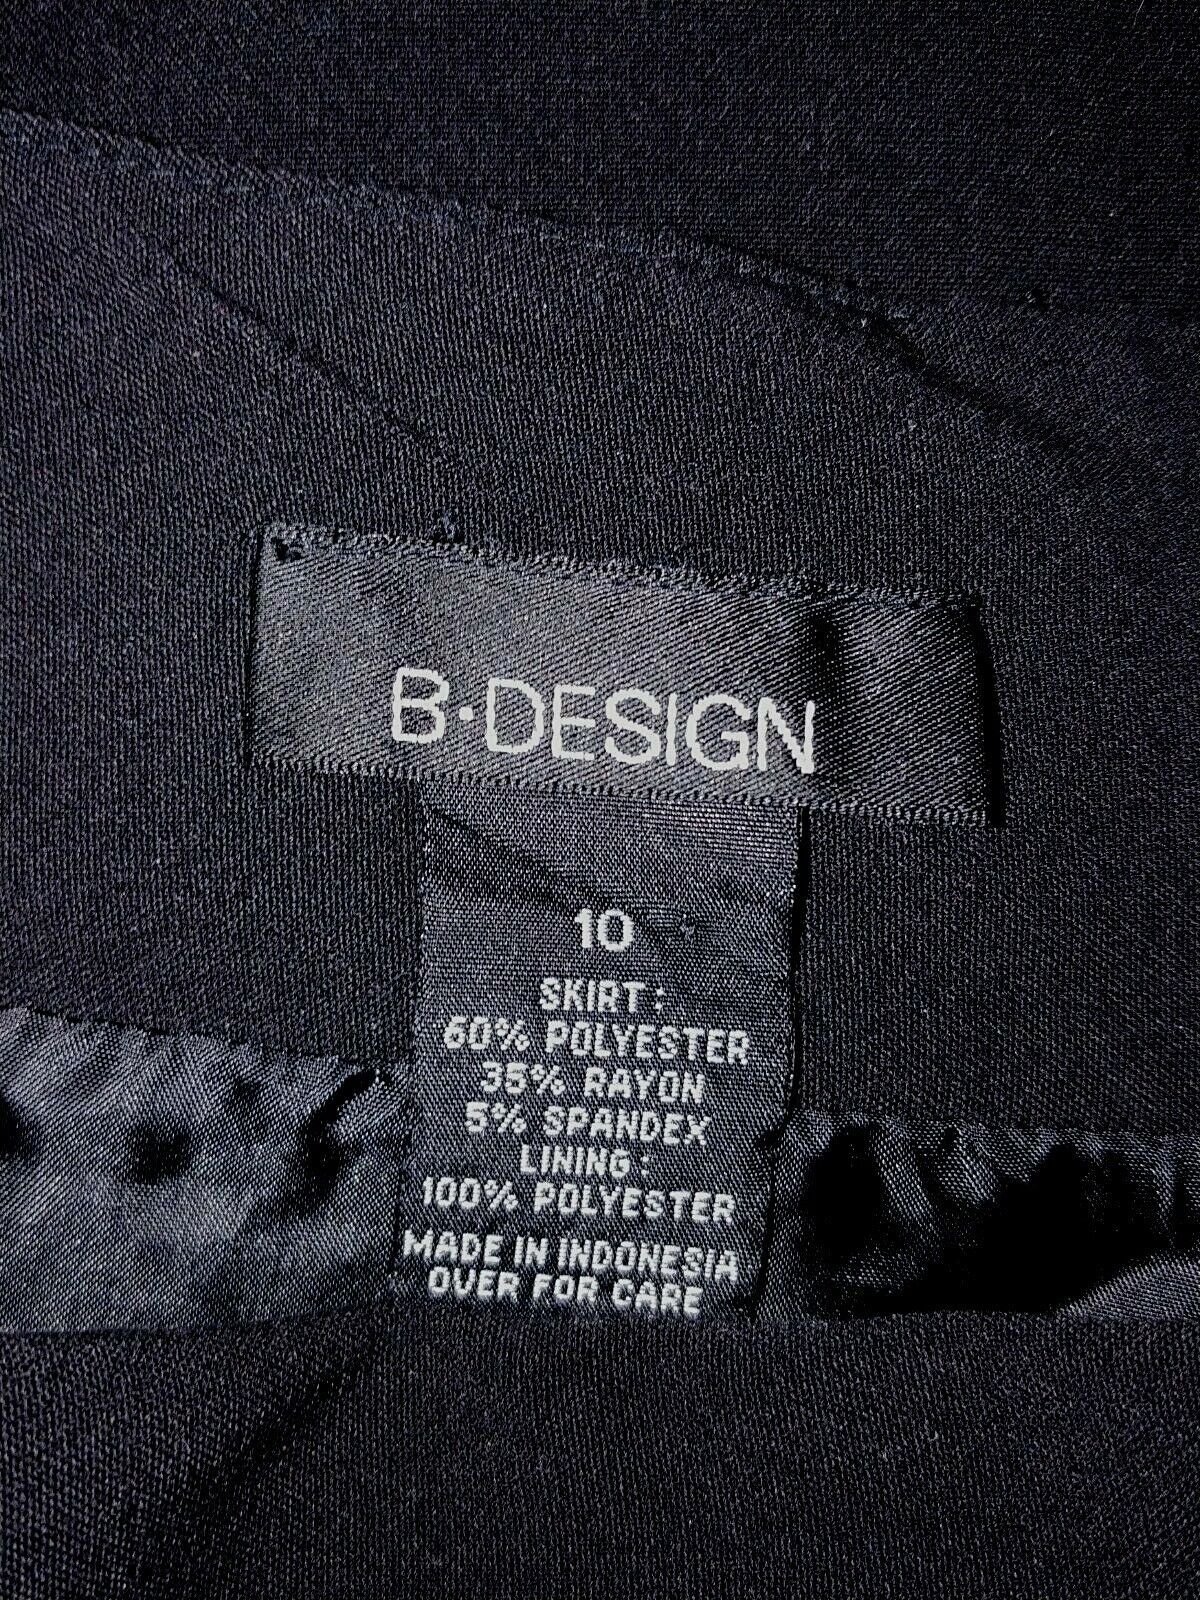 B·DESIGN
10
SKIRT:
60% POLYESTER
35% RAYON
5% SPANDEX
LINING:
100% POLYESTER
MADE IN INDONESIA
OVER FOR CARE